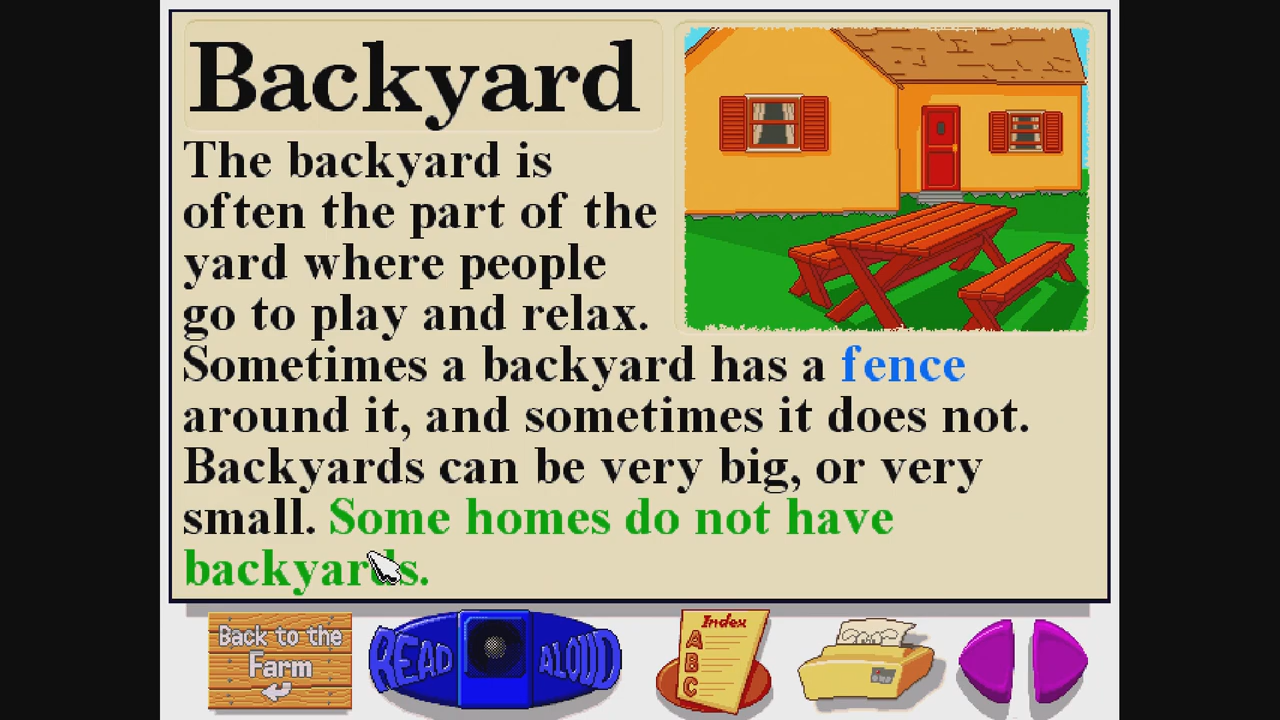 Backyard
The backyard is
often the part of the
yard where people
go to play and relax.
Sometimes a backyard has a fence
around it, and sometimes it does not.
Backyards can be very big, or very
small. Some homes do not have
backyards.
Back to the
Farm
READ ALOUD
Index
A
B
C